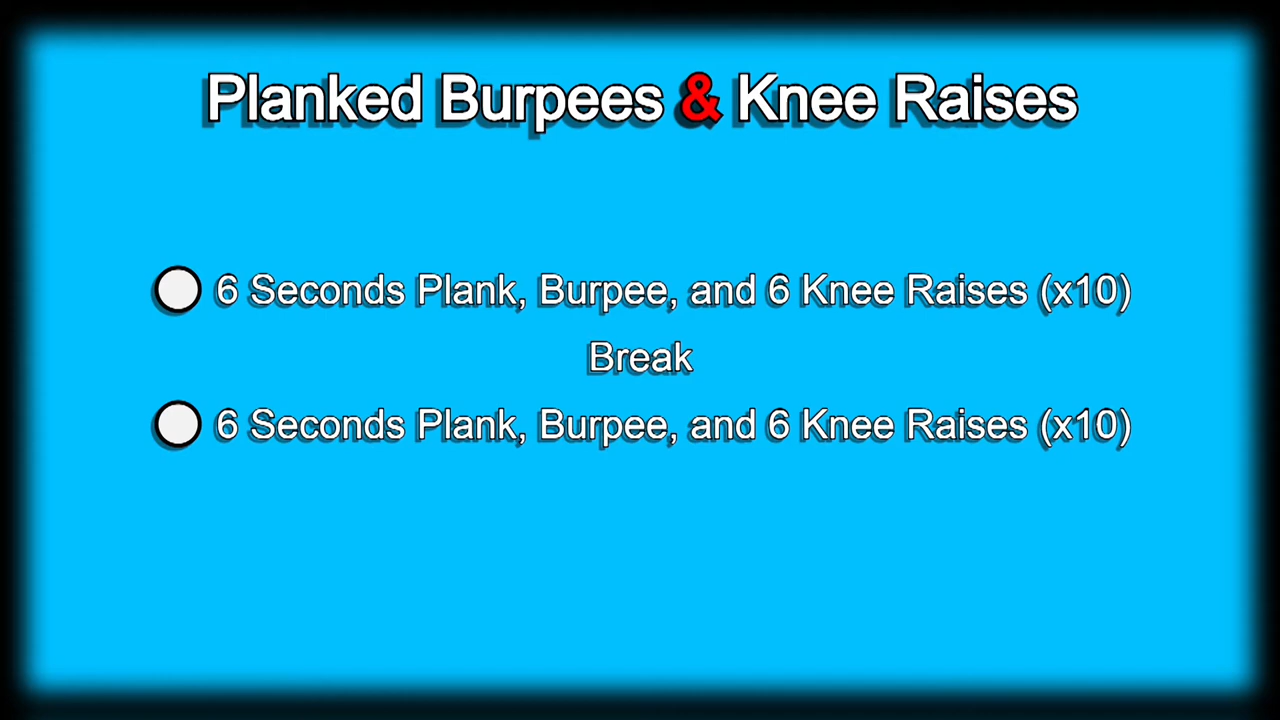 Planked Burpees & Knee Raises
6 Seconds Plank, Burpee, and 6 Knee Raises (x10)
Break
6 Seconds Plank, Burpee, and 6 Knee Raises (x10)